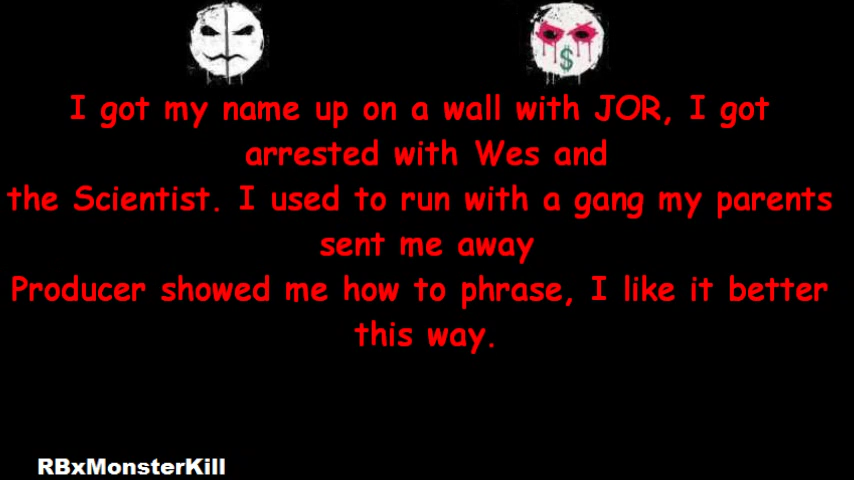 I got my name up on a wall with JOR, I got
arrested with Wes and
the Scientist. I used to run with a gang my parents
sent me away
Producer showed me how to phrase, I like it better
this way.
RBxMonsterKill